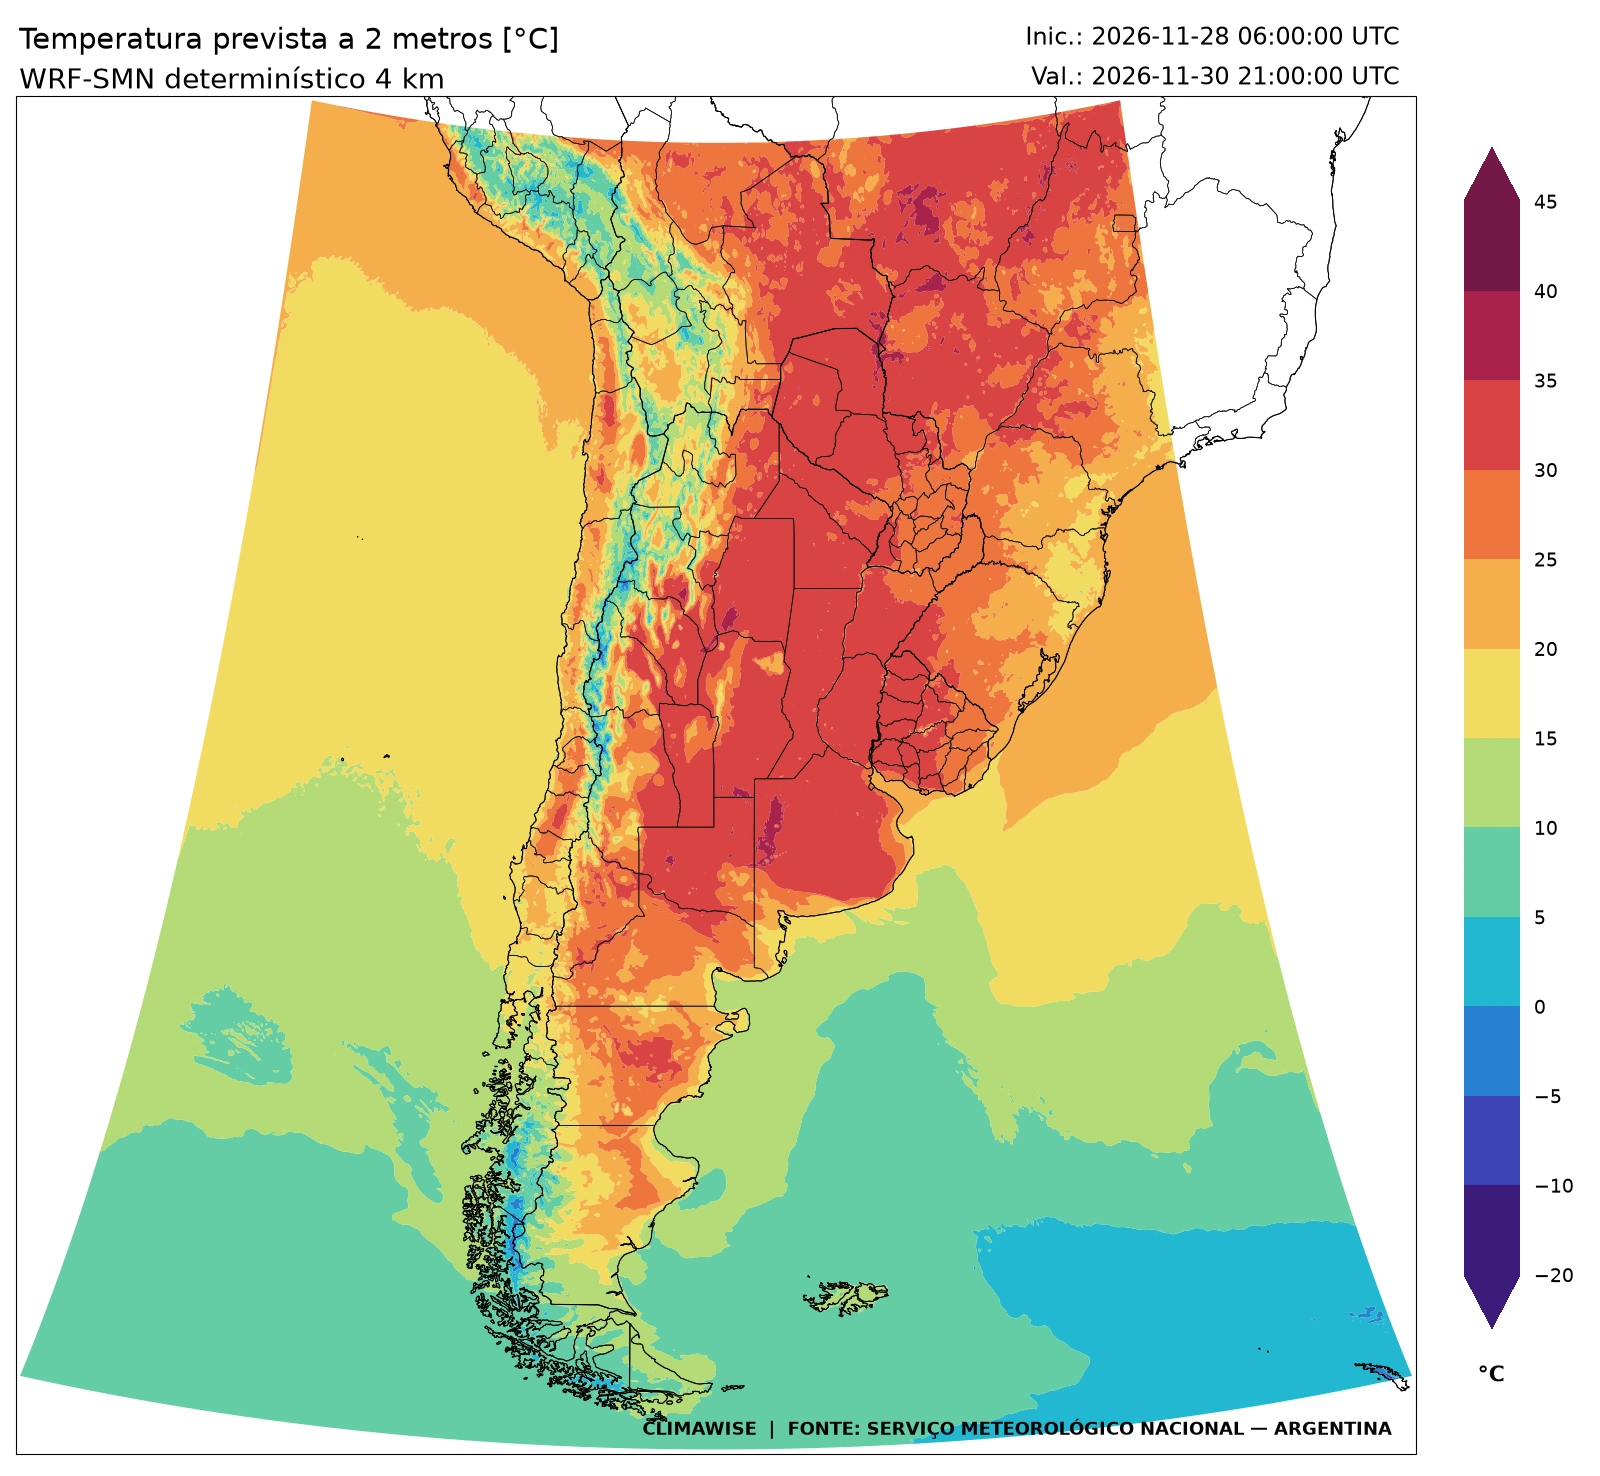 Temperatura prevista a 2 metros [°C]
WRF-SMN determinístico 4 km
Inic.: 2026-11-28 06:00:00 UTC
Val.: 2026-11-30 21:00:00 UTC
45
40
35
30
25
20
15
10
5
0
−5
−10
−20
°C
CLIMAWISE | FONTE: SERVIÇO METEOROLÓGICO NACIONAL — ARGENTINA